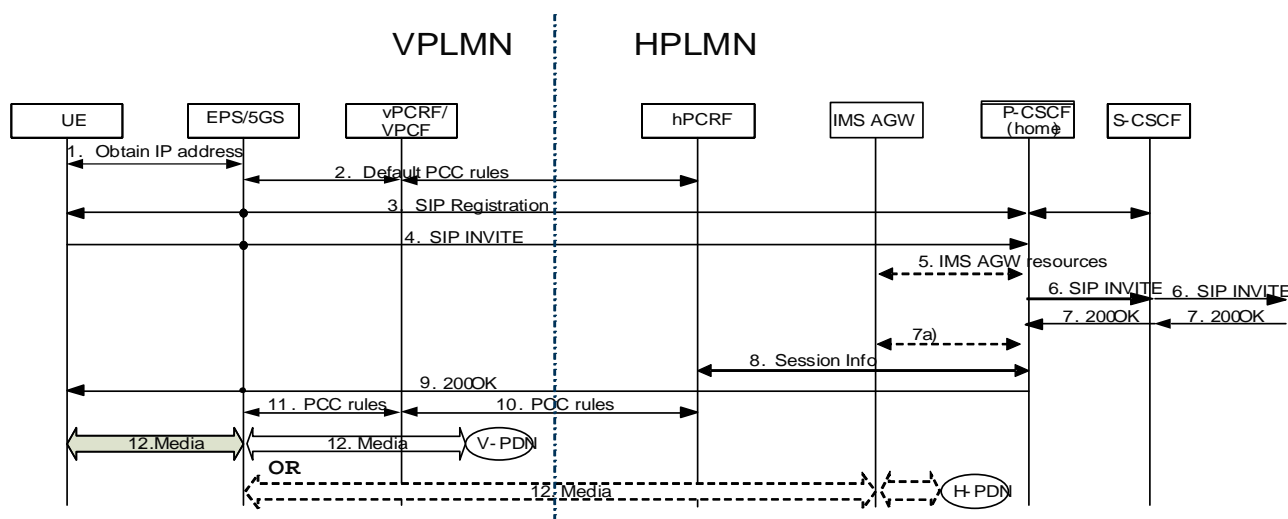 VPLMN
HPLMN
UE
EPS/5GS
vPCRF/
VPCF
hPCRF
IMS AGW
P-CSCF
(home)
S-CSCF
1. Obtain IP address
2. Default PCC rules
3. SIP Registration
4. SIP INVITE
5. IMS AGW resources
6. SIP INVITE
6. SIP INVITE
7. 200OK
7. 200OK
7a)
8. Session Info
9. 200OK
11. PCC rules
10. PCC rules
12.Media
12. Media
V-PDN
OR
12. Media
H-PDN